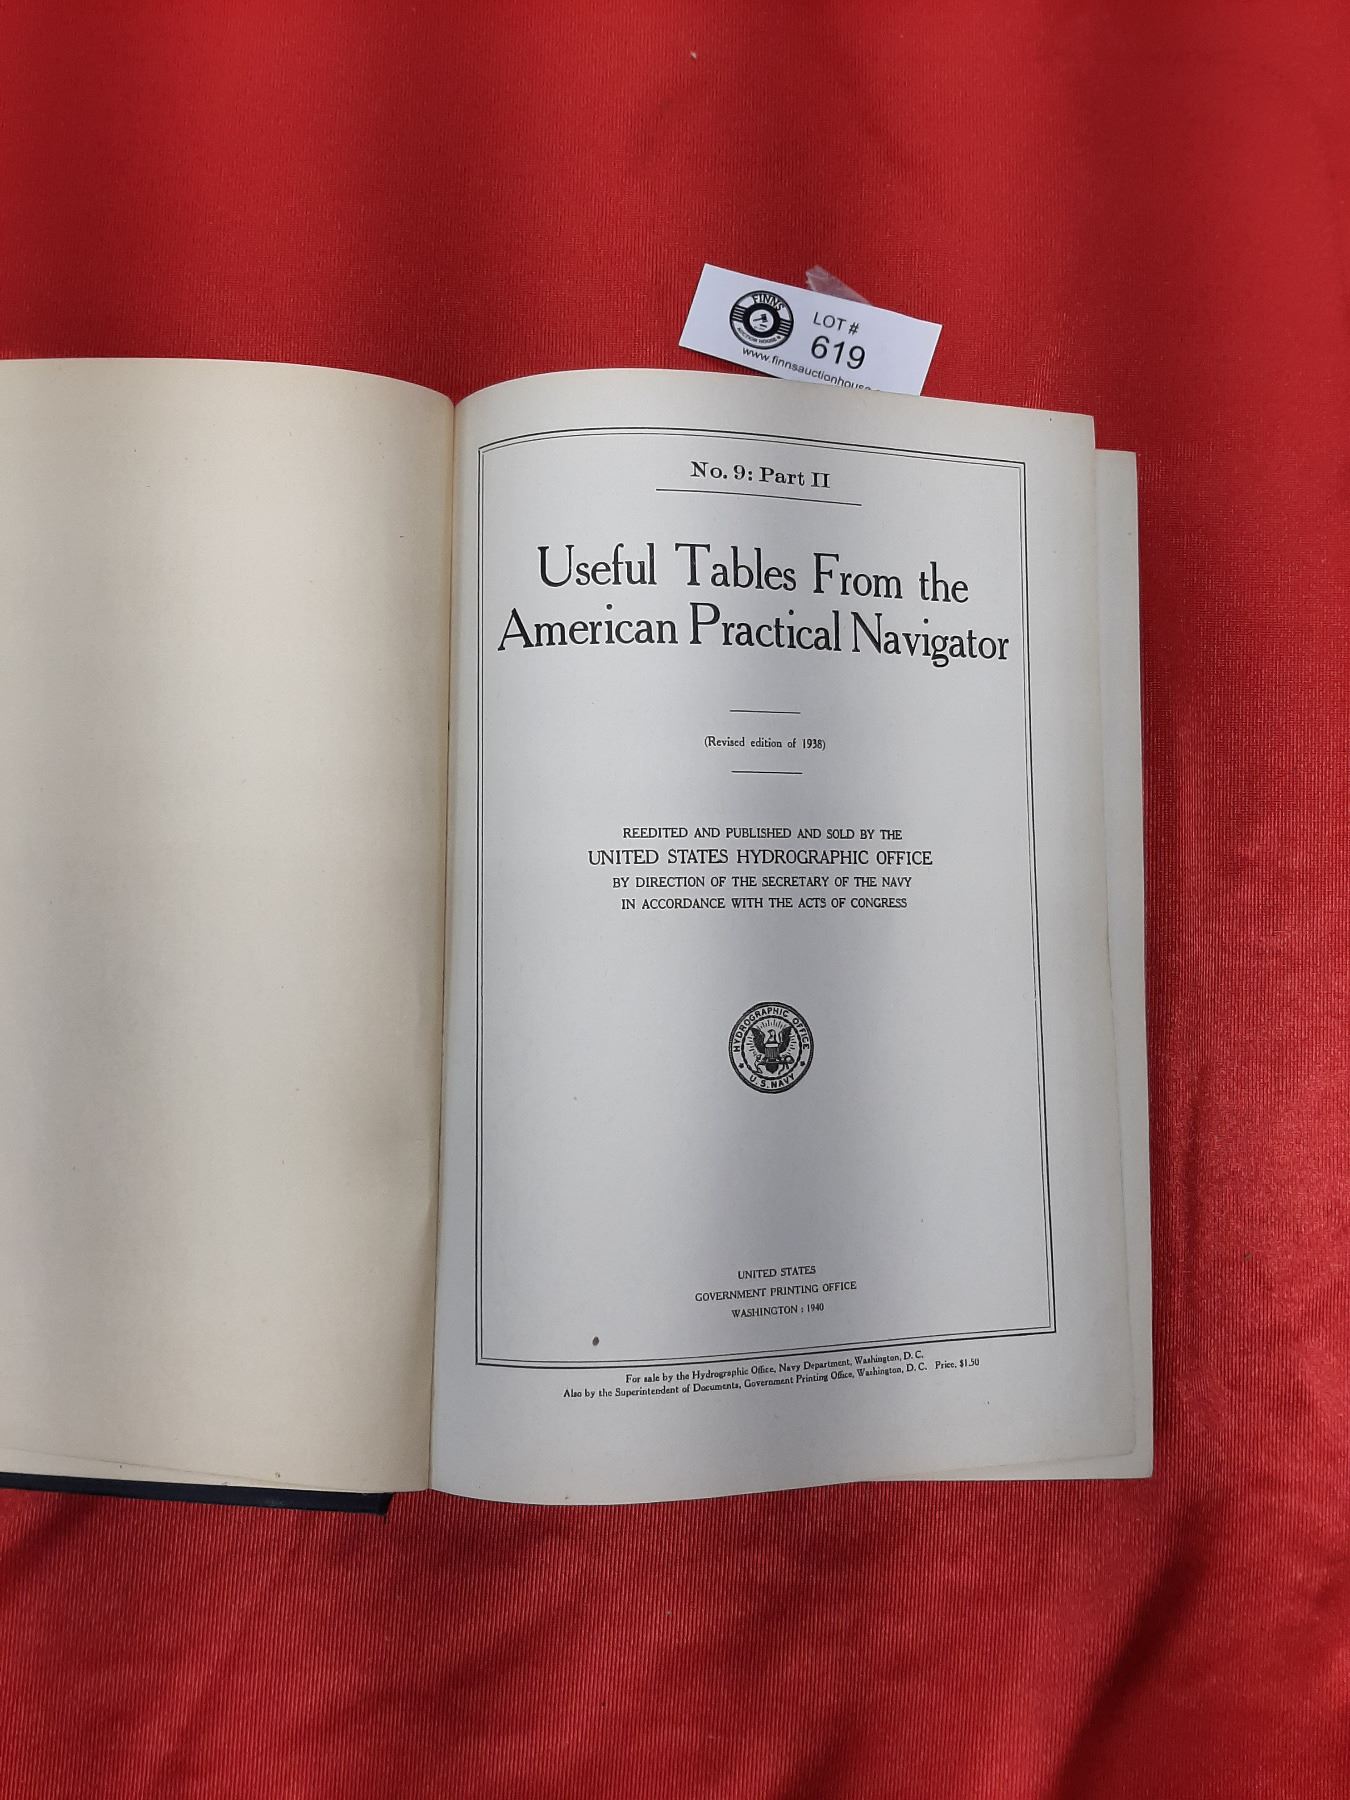 FINNS
AUCTION HOUSE
LOT #
619
www.finnsauctionhouse.
No. 9: Part II
Useful Tables From the
American Practical Navigator
(Revised edition of 1938)
REEDITED AND PUBLISHED AND SOLD BY THE
UNITED STATES HYDROGRAPHIC OFFICE
BY DIRECTION OF THE SECRETARY OF THE NAVY
IN ACCORDANCE WITH THE ACTS OF CONGRESS
HYDROGRAPHIC OFFICE
U.S. NAVY
UNITED STATES
GOVERNMENT PRINTING OFFICE
WASHINGTON : 1940
For sale by the Hydrographic Office, Navy Department, Washington, D. C.
Also by the Superintendent of Documents, Government Printing Office, Washington, D. C. Price, $1.50